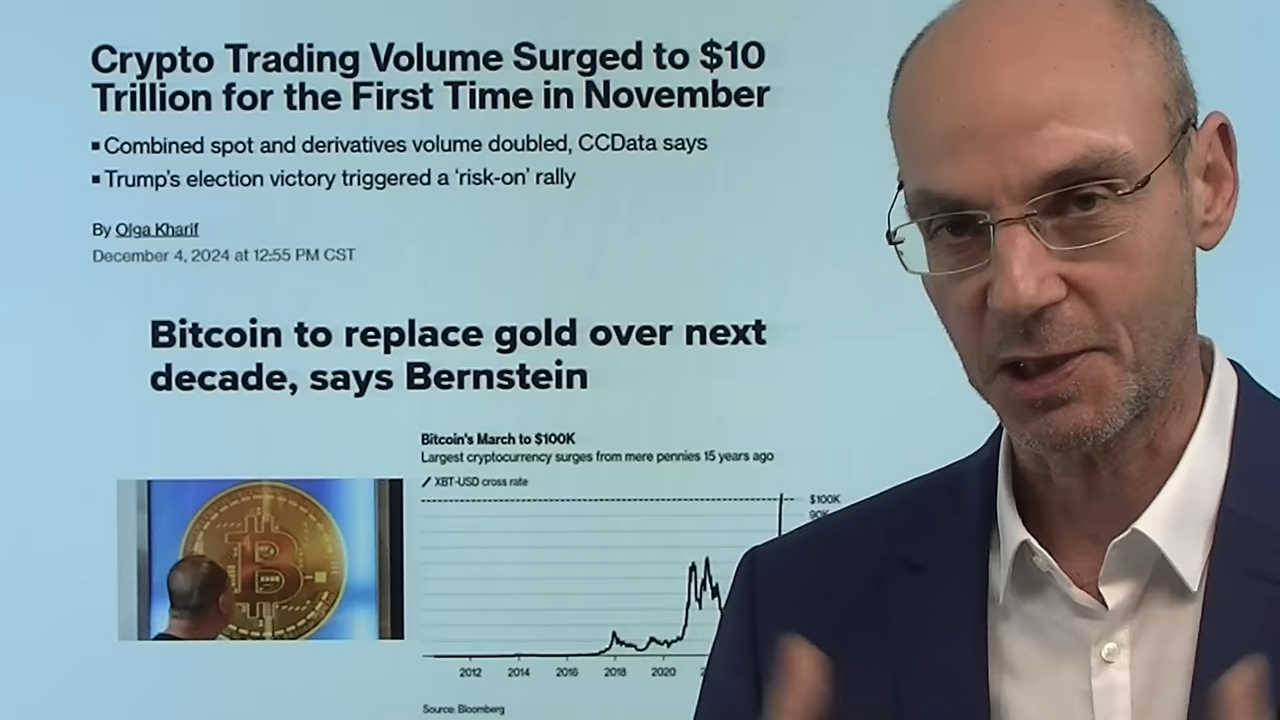 Crypto Trading Volume Surged to $10
Trillion for the First Time in November
▪ Combined spot and derivatives volume doubled, CCData says
▪ Trump's election victory triggered a 'risk-on' rally
By Olga Kharif
December 4, 2024 at 12:55 PM CST
Bitcoin to replace gold over next
decade, says Bernstein
Bitcoin's March to $100K
Largest cryptocurrency surges from mere pennies 15 years ago
XBT-USD cross rate
$100K
90K
2012 2014 2016 2018 2020
Source: Bloomberg